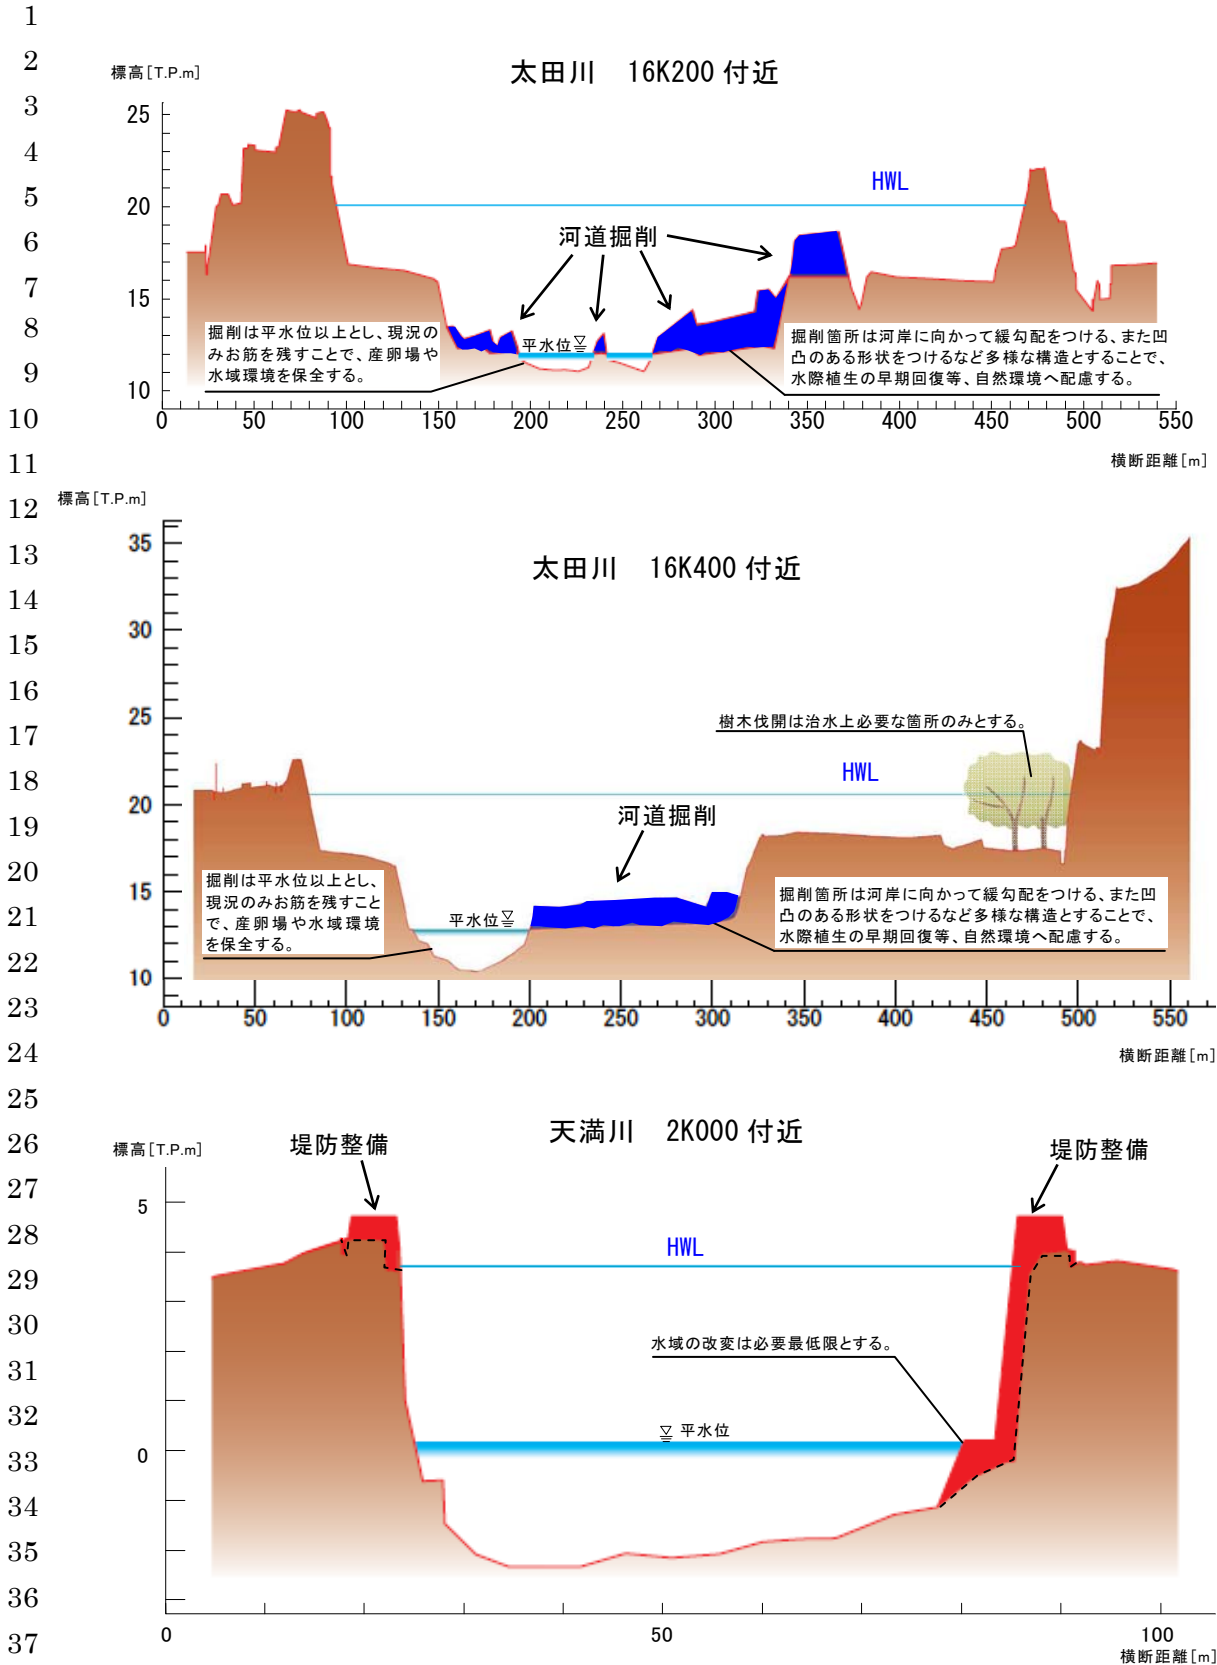 1
2
3
4
5
6
7
8
9
10
11
12
13
14
15
16
17
18
19
20
21
22
23
24
25
26
27
28
29
30
31
32
33
34
35
36
37
太田川 16K200 付近
標高[T.P.m]
25
20
15
10
HWL
河道掘削
掘削は平水位以上とし、現況の
みお筋を残すことで、産卵場や
水域環境を保全する。
平水位
掘削箇所は河岸に向かって緩勾配をつける、また凹
凸のある形状をつけるなど多様な構造とすることで、
水際植生の早期回復等、自然環境へ配慮する。
0 50 100 150 200 250 300 350 400 450 500 550
横断距離[m]
標高[T.P.m]
太田川 16K400 付近
35
30
25
20
15
10
樹木伐開は治水上必要な箇所のみとする。
HWL
河道掘削
掘削は平水位以上とし、
現況のみお筋を残すこと
で、産卵場や水域環境
を保全する。
平水位
掘削箇所は河岸に向かって緩勾配をつける、また凹
凸のある形状をつけるなど多様な構造とすることで、
水際植生の早期回復等、自然環境へ配慮する。
0 50 100 150 200 250 300 350 400 450 500 550
横断距離[m]
天満川 2K000 付近
標高[T.P.m]
堤防整備
堤防整備
5
0
HWL
水域の改変は必要最低限とする。
平水位
0 50 100
横断距離[m]